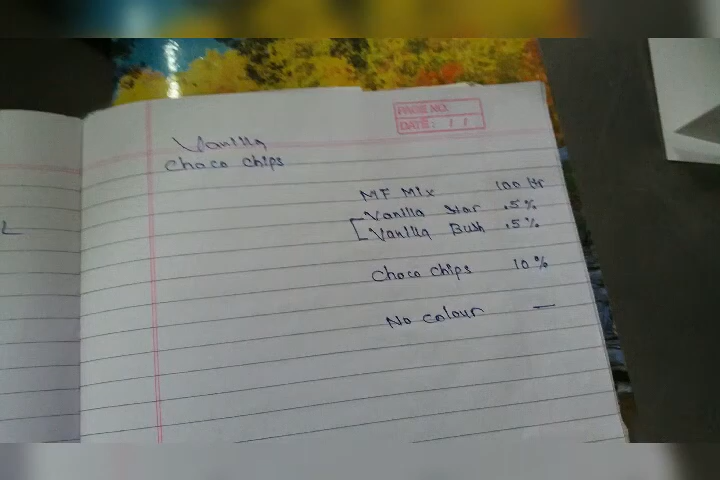 PAGE NO.
DATE: / /
Vanilla
Choco Chips
MF Mix 100 ltr
Vanilla Star .5%
Vanilla Bush .5%
Choco Chips 10%
No Colour —